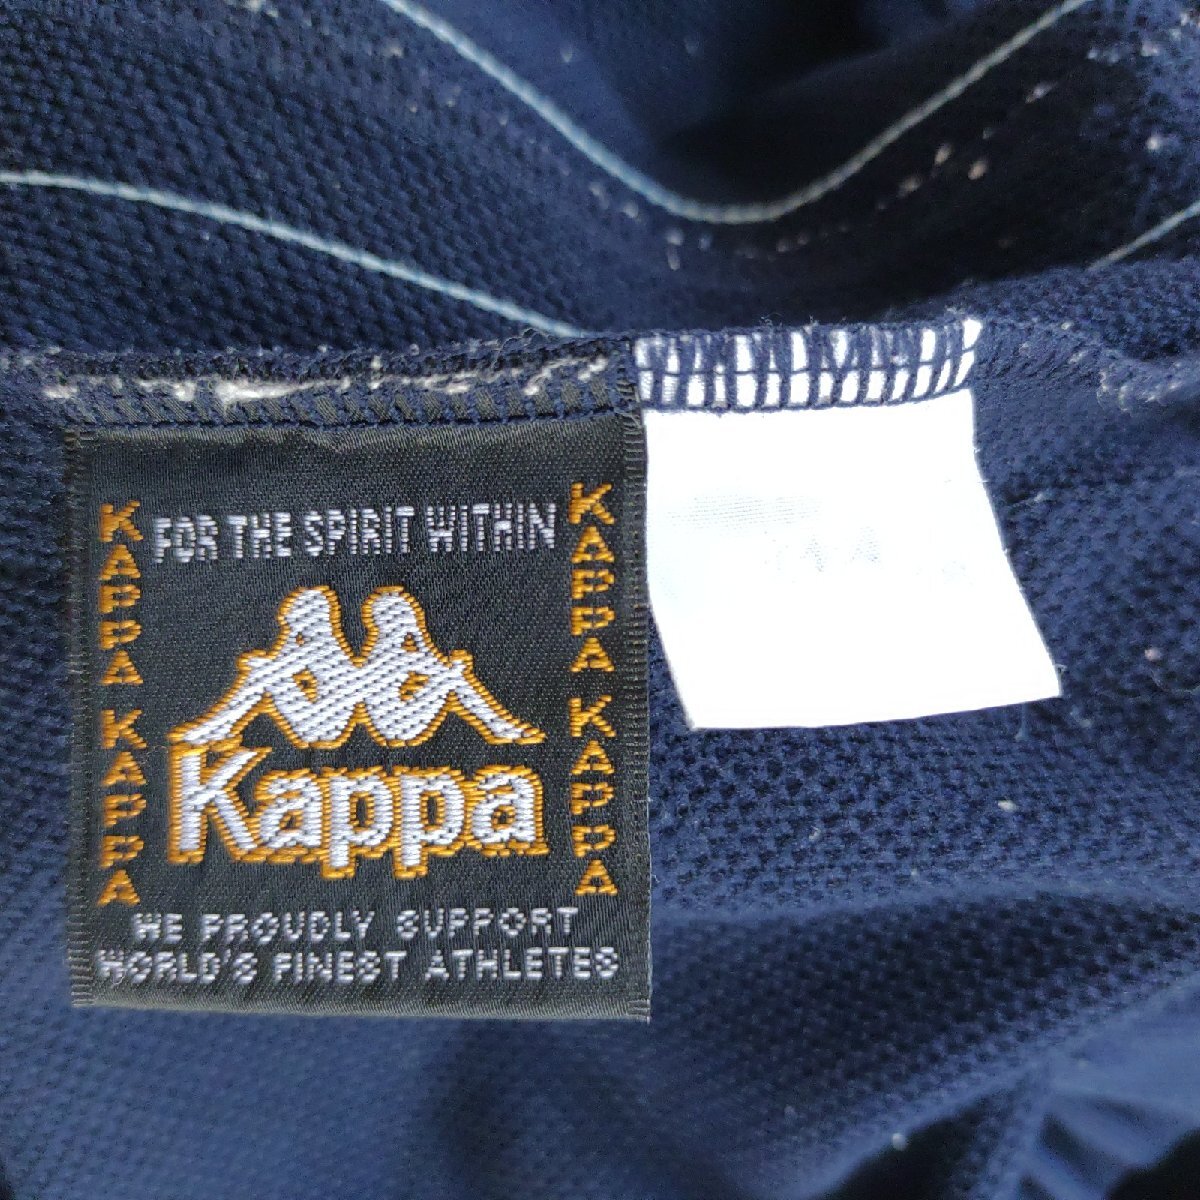 FOR THE SPIRIT WITHIN
KAPPA KAPPA
KAPPA KAPPA
Kappa
WE PROUDLY SUPPORT
WORLD'S FINEST ATHLETES